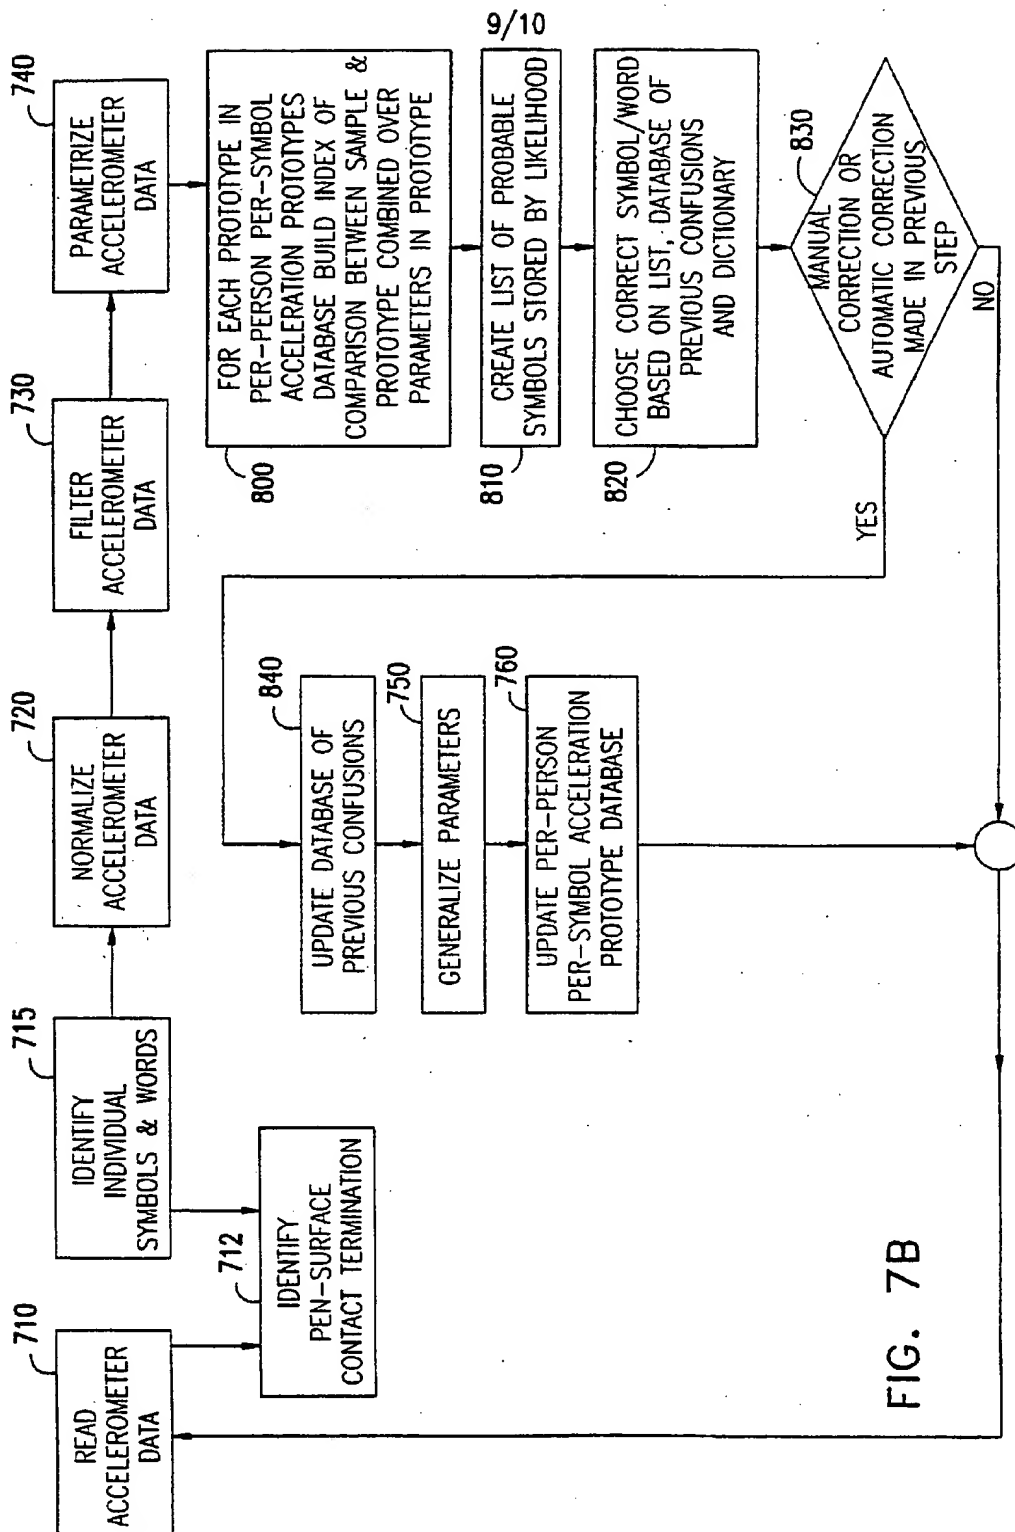 9/10
710
READ
ACCELEROMETER
DATA
712
IDENTIFY
PEN-SURFACE
CONTACT TERMINATION
715
IDENTIFY
INDIVIDUAL
SYMBOLS & WORDS
720
NORMALIZE
ACCELEROMETER
DATA
730
FILTER
ACCELEROMETER
DATA
740
PARAMETRIZE
ACCELEROMETER
DATA
800
FOR EACH PROTOTYPE IN
PER-PERSON PER-SYMBOL
ACCELERATION PROTOTYPES
DATABASE BUILD INDEX OF
COMPARISON BETWEEN SAMPLE &
PROTOTYPE COMBINED OVER
PARAMETERS IN PROTOTYPE
810
CREATE LIST OF PROBABLE
SYMBOLS STORED BY LIKELIHOOD
820
CHOOSE CORRECT SYMBOL/WORD
BASED ON LIST, DATABASE OF
PREVIOUS CONFUSIONS
AND DICTIONARY
830
MANUAL
CORRECTION OR
AUTOMATIC CORRECTION
MADE IN PREVIOUS
STEP
YES
NO
840
UPDATE DATABASE OF
PREVIOUS CONFUSIONS
750
GENERALIZE PARAMETERS
760
UPDATE PER-PERSON
PER-SYMBOL ACCELERATION
PROTOTYPE DATABASE
FIG. 7B